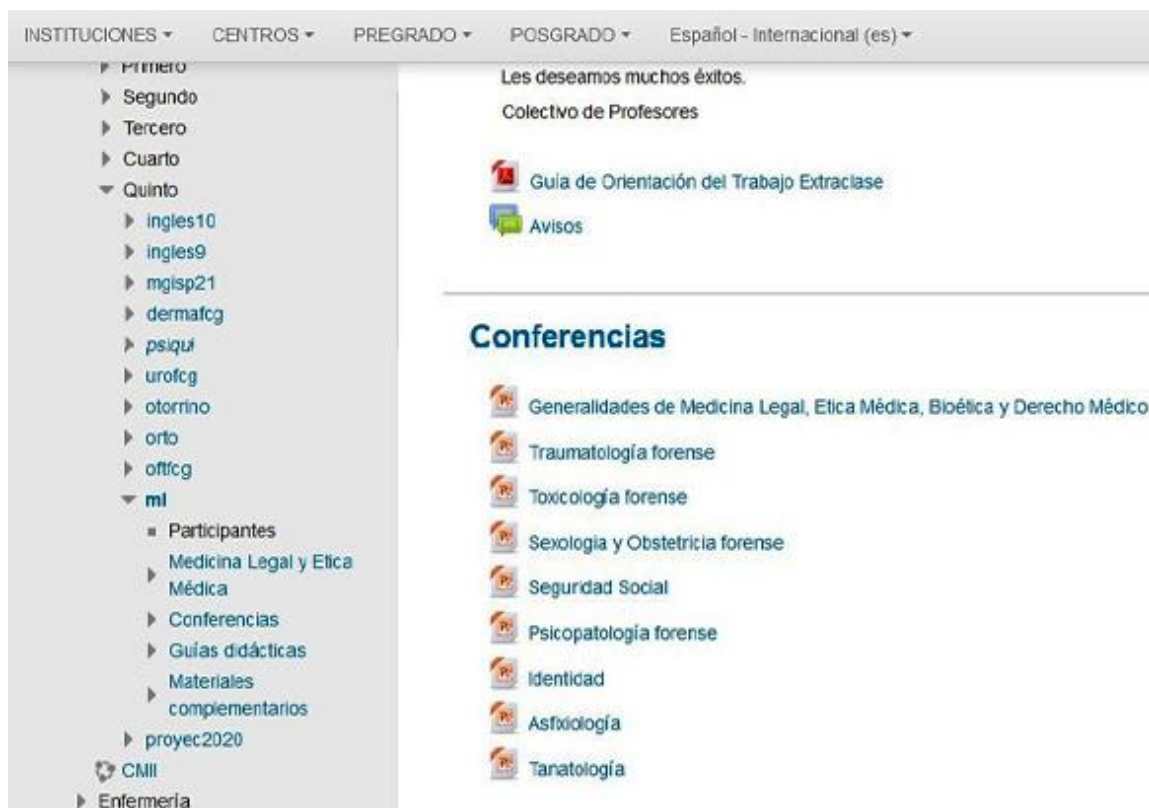 INSTITUCIONES
CENTROS
PREGRADO
POSGRADO
Español - Internacional (es)
Primero
Segundo
Tercero
Cuarto
Quinto
ingles10
ingles9
mgisp21
dermafcg
psiqui
urofcg
otorrino
orto
oftfcg
ml
Participantes
Medicina Legal y Etica
Médica
Conferencias
Guías didácticas
Materiales
complementarios
proyec2020
CMII
Enfermería
Les deseamos muchos éxitos.
Colectivo de Profesores
Guía de Orientación del Trabajo Extraclase
Avisos
Conferencias
Generalidades de Medicina Legal, Etica Médica, Bioética y Derecho Médico
Traumatología forense
Toxicología forense
Sexologia y Obstetricia forense
Seguridad Social
Psicopatología forense
Identidad
Asfixiología
Tanatología